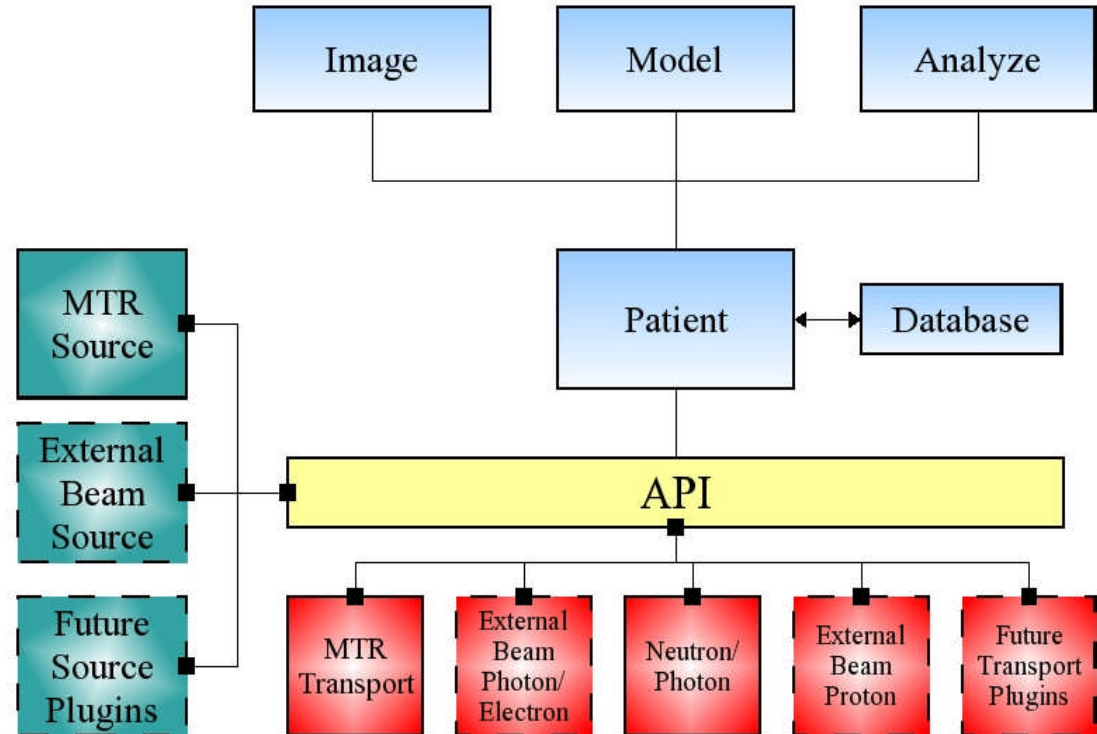 Image
Model
Analyze
Patient
Database
MTR
Source
External
Beam
Source
Future
Source
Plugins
API
MTR
Transport
External
Beam
Photon/
Electron
Neutron/
Photon
External
Beam
Proton
Future
Transport
Plugins